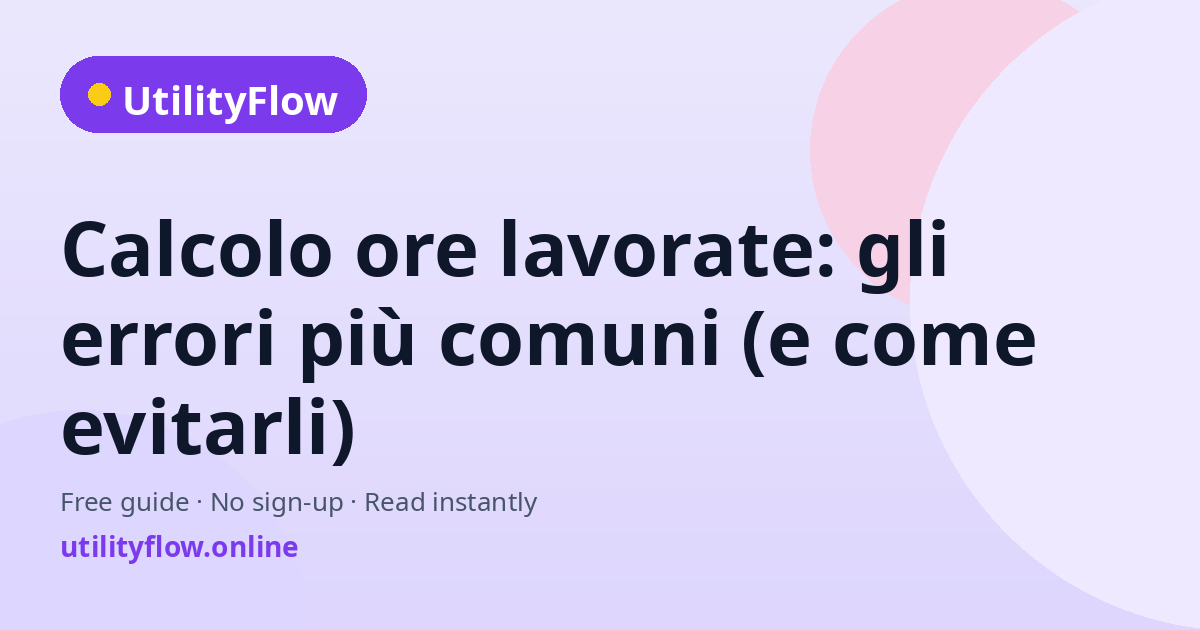 UtilityFlow
Calcolo ore lavorate: gli
errori più comuni (e come
evitarli)
Free guide · No sign-up · Read instantly
utilityflow.online